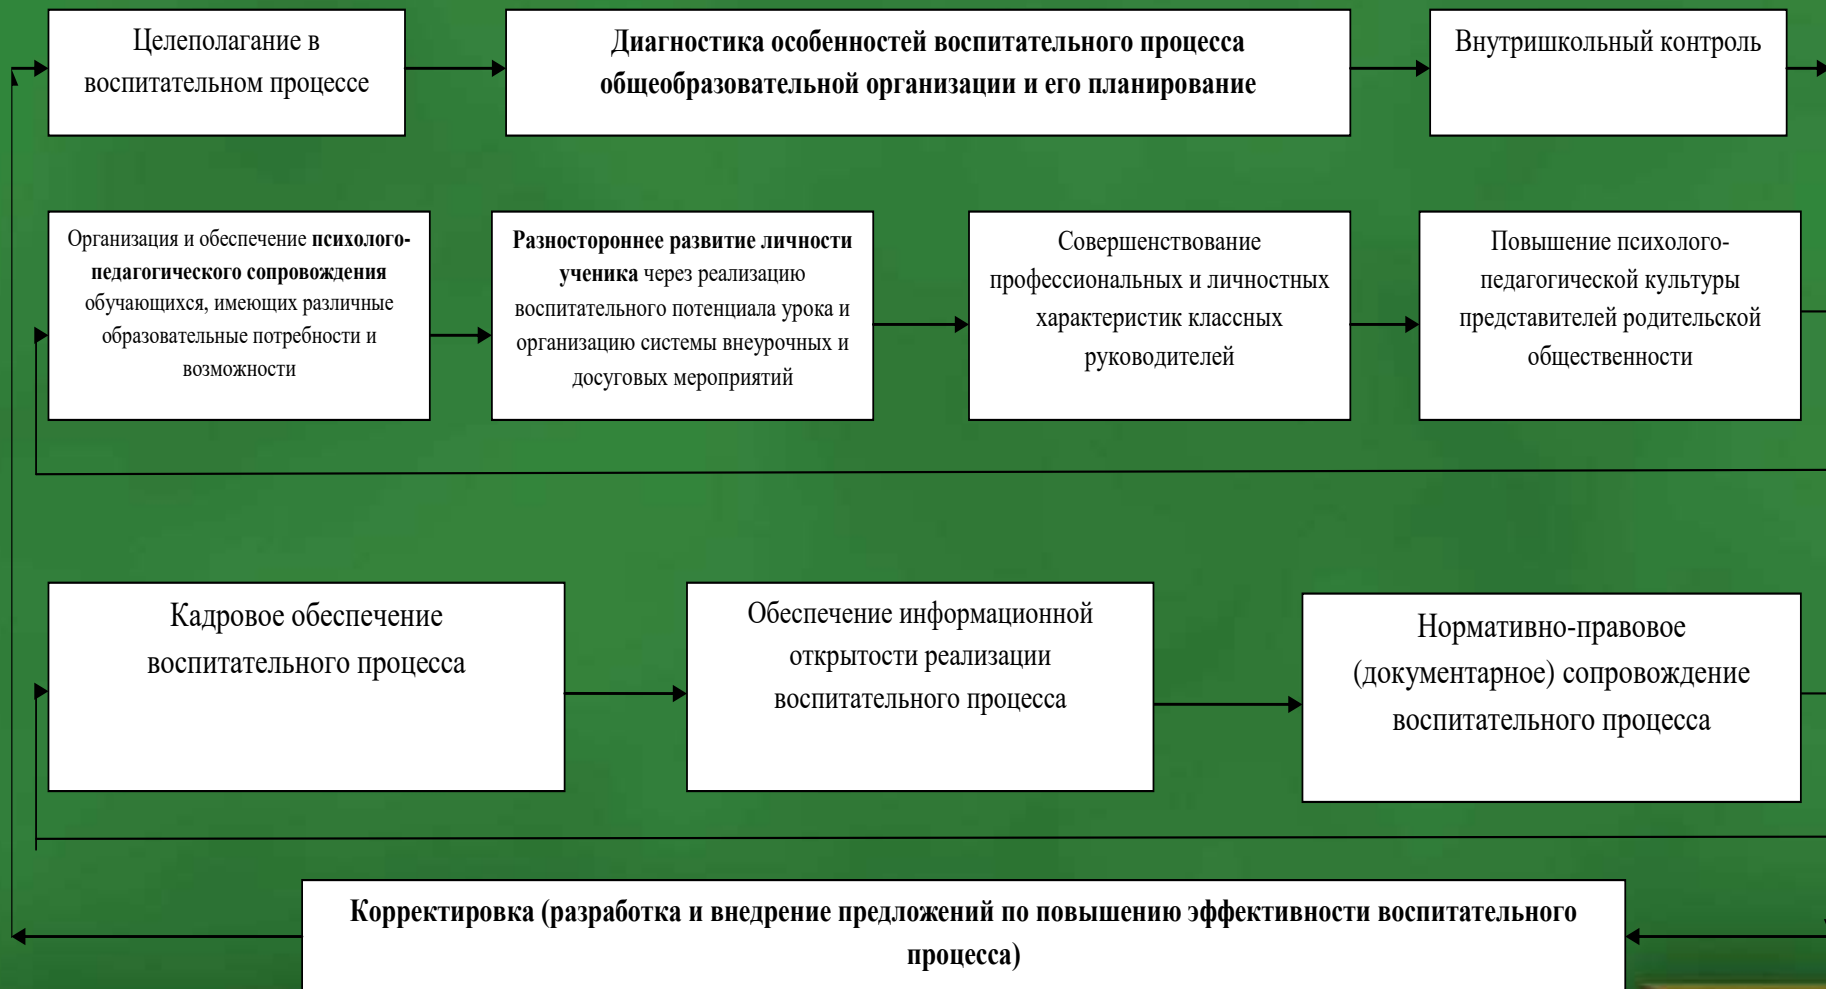 Целеполагание в
воспитательном процессе
Диагностика особенностей воспитательного процесса
общеобразовательной организации и его планирование
Внутришкольный контроль
Организация и обеспечение психолого-
педагогического сопровождения
обучающихся, имеющих различные
образовательные потребности и
возможности
Разностороннее развитие личности
ученика через реализацию
воспитательного потенциала урока и
организацию системы внеурочных и
досуговых мероприятий
Совершенствование
профессиональных и личностных
характеристик классных
руководителей
Повышение психолого-
педагогической культуры
представителей родительской
общественности
Кадровое обеспечение
воспитательного процесса
Обеспечение информационной
открытости реализации
воспитательного процесса
Нормативно-правовое
(документарное) сопровождение
воспитательного процесса
Корректировка (разработка и внедрение предложений по повышению эффективности воспитательного
процесса)